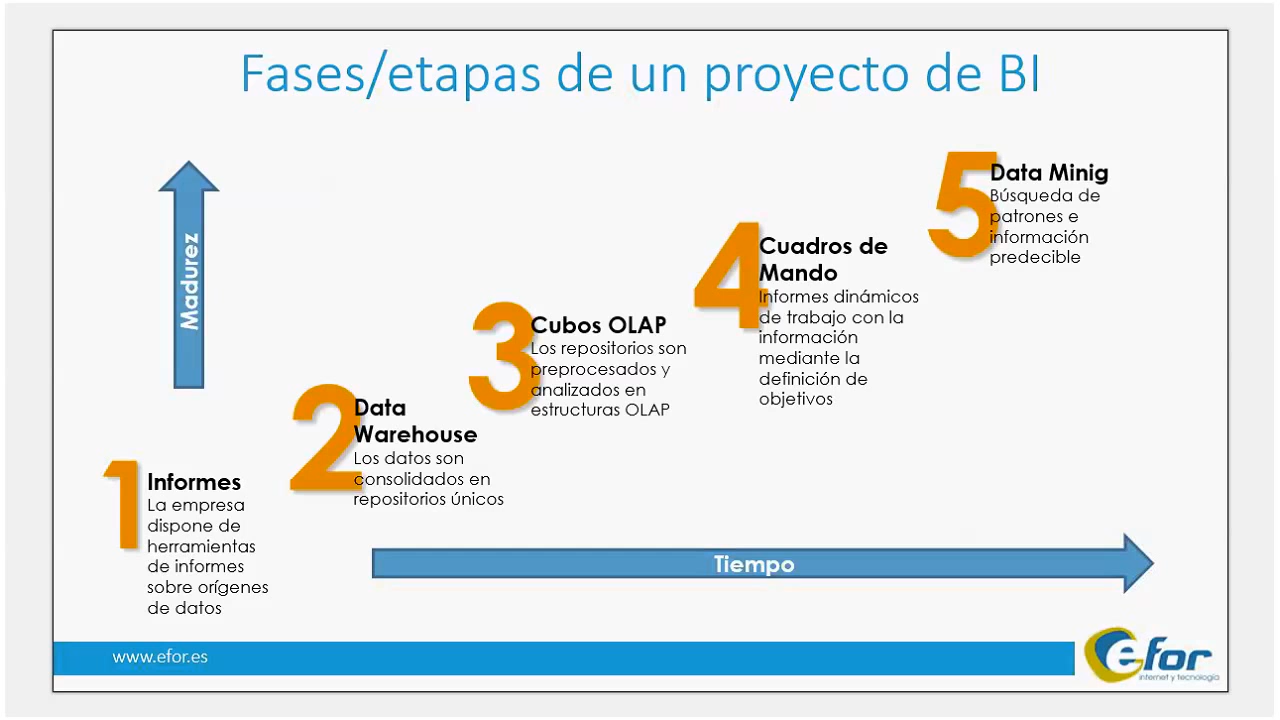 Fases/etapas de un proyecto de BI
Madurez
1
Informes
La empresa
dispone de
herramientas
de informes
sobre orígenes
de datos
2
Data
Warehouse
Los datos son
consolidados en
repositorios únicos
3
Cubos OLAP
Los repositorios son
preprocesados y
analizados en
estructuras OLAP
4
Cuadros de
Mando
Informes dinámicos
de trabajo con la
información
mediante la
definición de
objetivos
5
Data Minig
Búsqueda de
patrones e
información
predecible
Tiempo
www.efor.es
efor
internet y tecnología